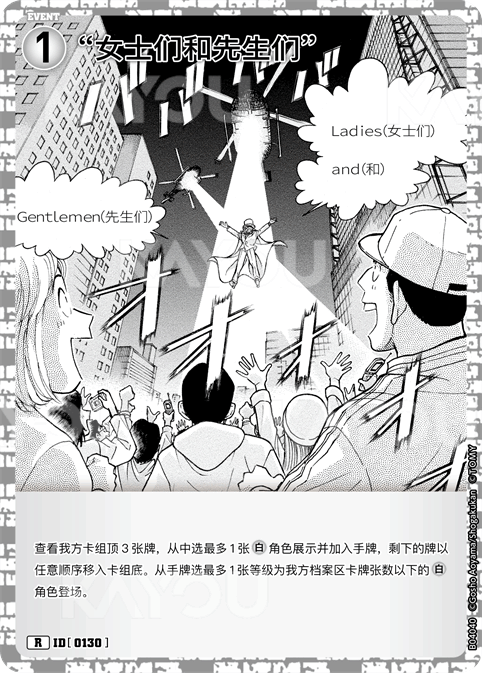 EVENT
1
“女士们和先生们”
Ladies(女士们)
and(和)
Gentlemen(先生们)
KAYOU
查看我方卡组顶3张牌，从中选最多1张 白 角色展示并加入手牌，剩下的牌以
任意顺序移入卡组底。从手牌选最多1张等级为我方档案区卡牌张数以下的 白
角色登场。
R ID[ 0130 ]
B04040 ©Gosho Aoyama/Shogakukan ©TOMY